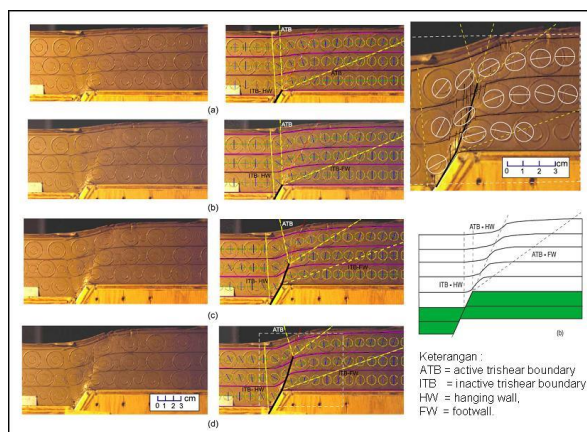 ATB
ITB- HW
(a)
ATB
ITB- HW
ITB-FW
(b)
ATB
ITB- HW
ITB-FW
(c)
cm
0 1 2 3
ATB
ITB- HW
ITB-FW
(d)
cm
0 1 2 3
ATB - HW
ATB - FW
ITB - HW
(b)
Keterangan :
ATB = active trishear boundary
ITB = inactive trishear boundary
HW = hanging wall,
FW = footwall.